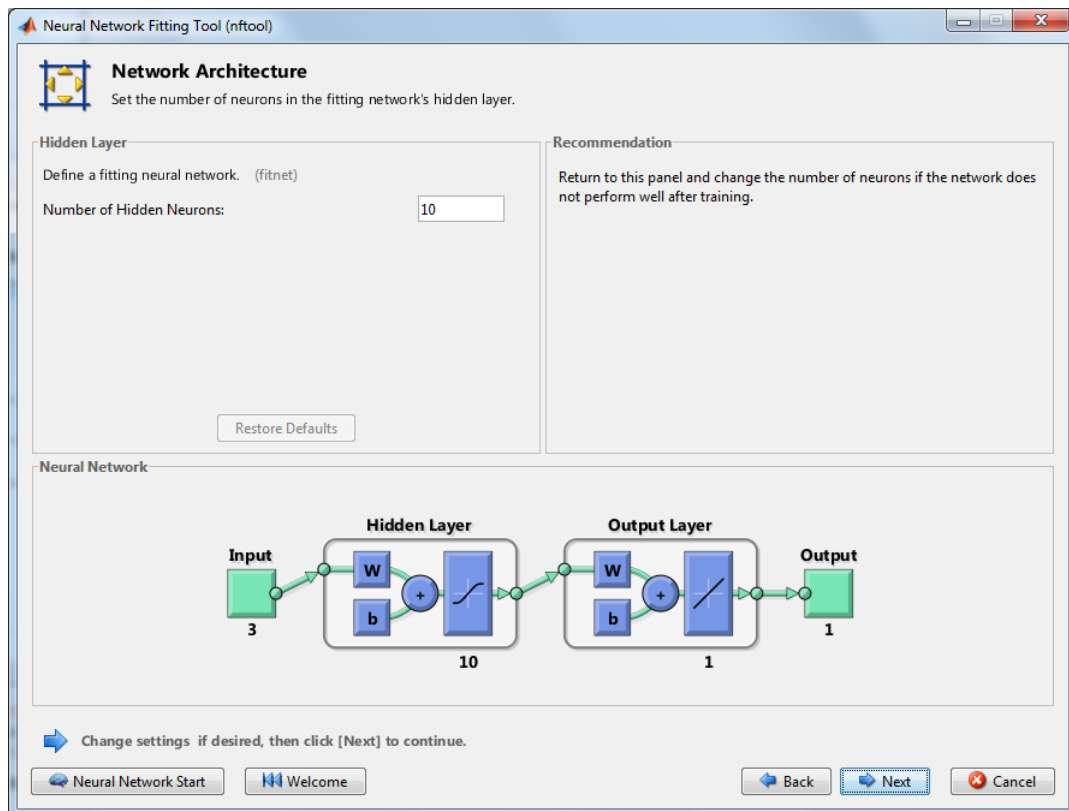 Neural Network Fitting Tool (nftool)
Network Architecture
Set the number of neurons in the fitting network's hidden layer.
Hidden Layer
Define a fitting neural network. (fitnet)
Number of Hidden Neurons: 10
Restore Defaults
Recommendation
Return to this panel and change the number of neurons if the network does
not perform well after training.
Neural Network
Hidden Layer Output Layer
Input Output
W W
+ +
b b
3 1
10 1
Change settings if desired, then click [Next] to continue.
Neural Network Start Welcome Back Next Cancel